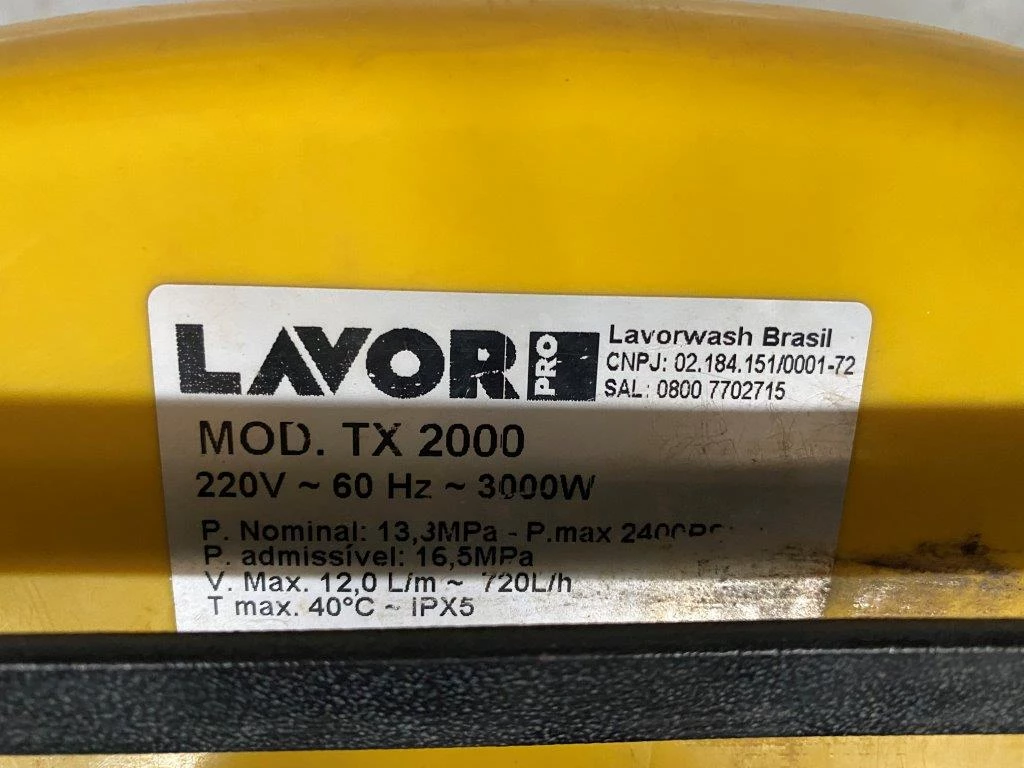 LAVOR PRO
Lavorwash Brasil
CNPJ: 02.184.151/0001-72
SAL: 0800 7702715
MOD. TX 2000
220V ~ 60 Hz ~ 3000W
P. Nominal: 13,3MPa - P.max
P. admissível: 16,5MPa
V. Max. 12,0 L/m ~ 720L/h
T max. 40°C ~ IPX5